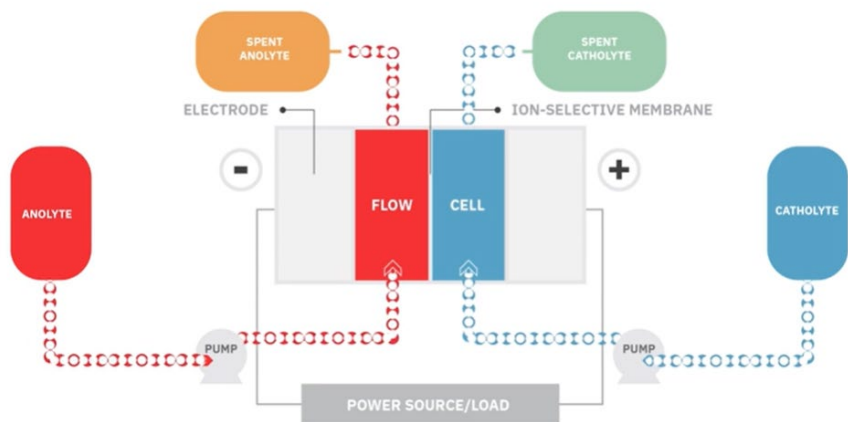 SPENT
ANOLYTE
SPENT
CATHOLYTE
ELECTRODE
ION-SELECTIVE MEMBRANE
-
+
ANOLYTE
FLOW
CELL
CATHOLYTE
PUMP
PUMP
POWER SOURCE/LOAD